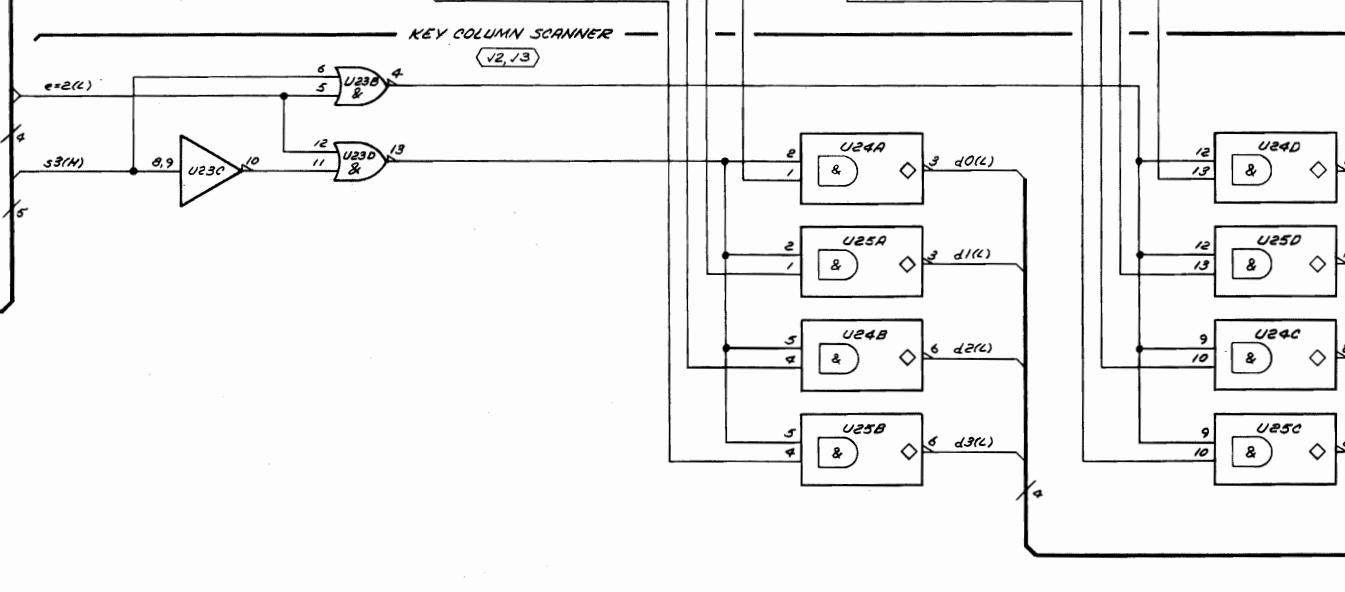 KEY COLUMN SCANNER
√2, √3
e=2(L)
6
5
U23B
&
4
4
s3(H)
8,9
U23C
10
12
11
U23D
&
13
5
2
1
U24A
&
3
d0(L)
12
13
U24D
&
2
1
U25A
&
3
d1(L)
12
13
U25D
&
5
4
U24B
&
6
d2(L)
9
10
U24C
&
5
4
U25B
&
6
d3(L)
9
10
U25C
&
4